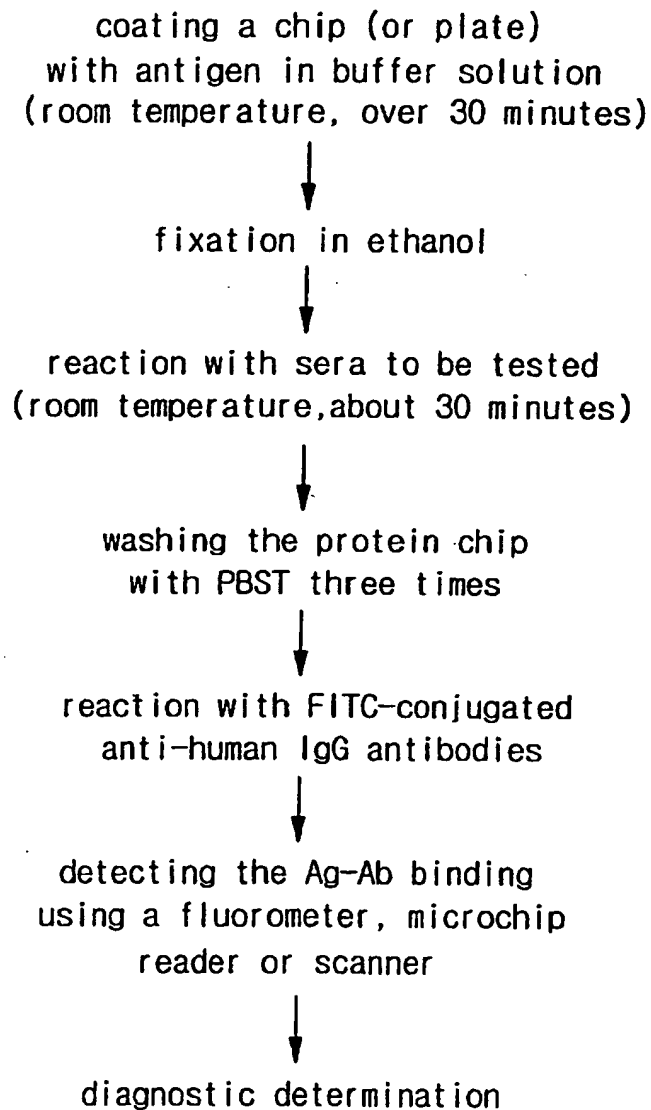 coating a chip (or plate)
with antigen in buffer solution
(room temperature, over 30 minutes)
fixation in ethanol
reaction with sera to be tested
(room temperature,about 30 minutes)
washing the protein chip
with PBST three times
reaction with FITC-conjugated
anti-human IgG antibodies
detecting the Ag-Ab binding
using a fluorometer, microchip
reader or scanner
diagnostic determination